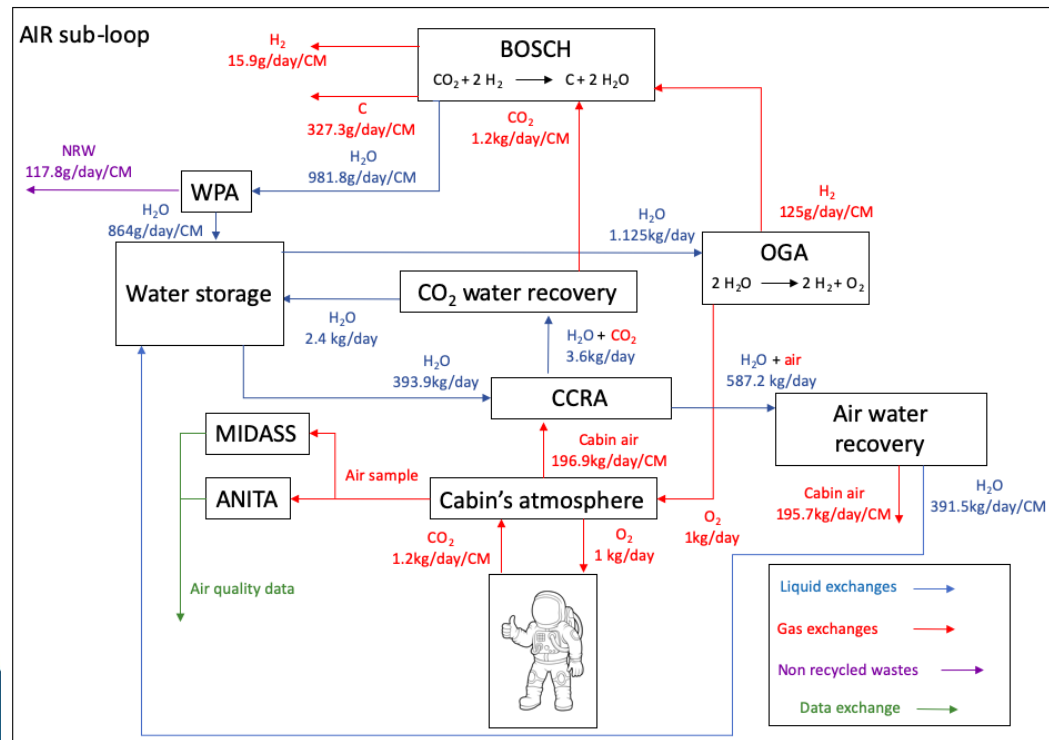 AIR sub-loop
BOSCH
CO₂ + 2 H₂ → C + 2 H₂O
H₂
15.9g/day/CM
C
327.3g/day/CM
CO₂
1.2kg/day/CM
NRW
117.8g/day/CM
H₂O
981.8g/day/CM
WPA
H₂O
864g/day/CM
H₂
125g/day/CM
H₂O
1.125kg/day
OGA
2 H₂O → 2 H₂ + O₂
Water storage
CO₂ water recovery
H₂O
2.4 kg/day
H₂O + CO₂
3.6kg/day
H₂O
393.9kg/day
CCRA
H₂O + air
587.2 kg/day
Air water
recovery
MIDASS
ANITA
Air sample
Cabin air
196.9kg/day/CM
Cabin's atmosphere
Cabin air
195.7kg/day/CM
H₂O
391.5kg/day/CM
CO₂
1.2kg/day/CM
O₂
1 kg/day
O₂
1kg/day
Air quality data
Liquid exchanges
Gas exchanges
Non recycled wastes
Data exchange